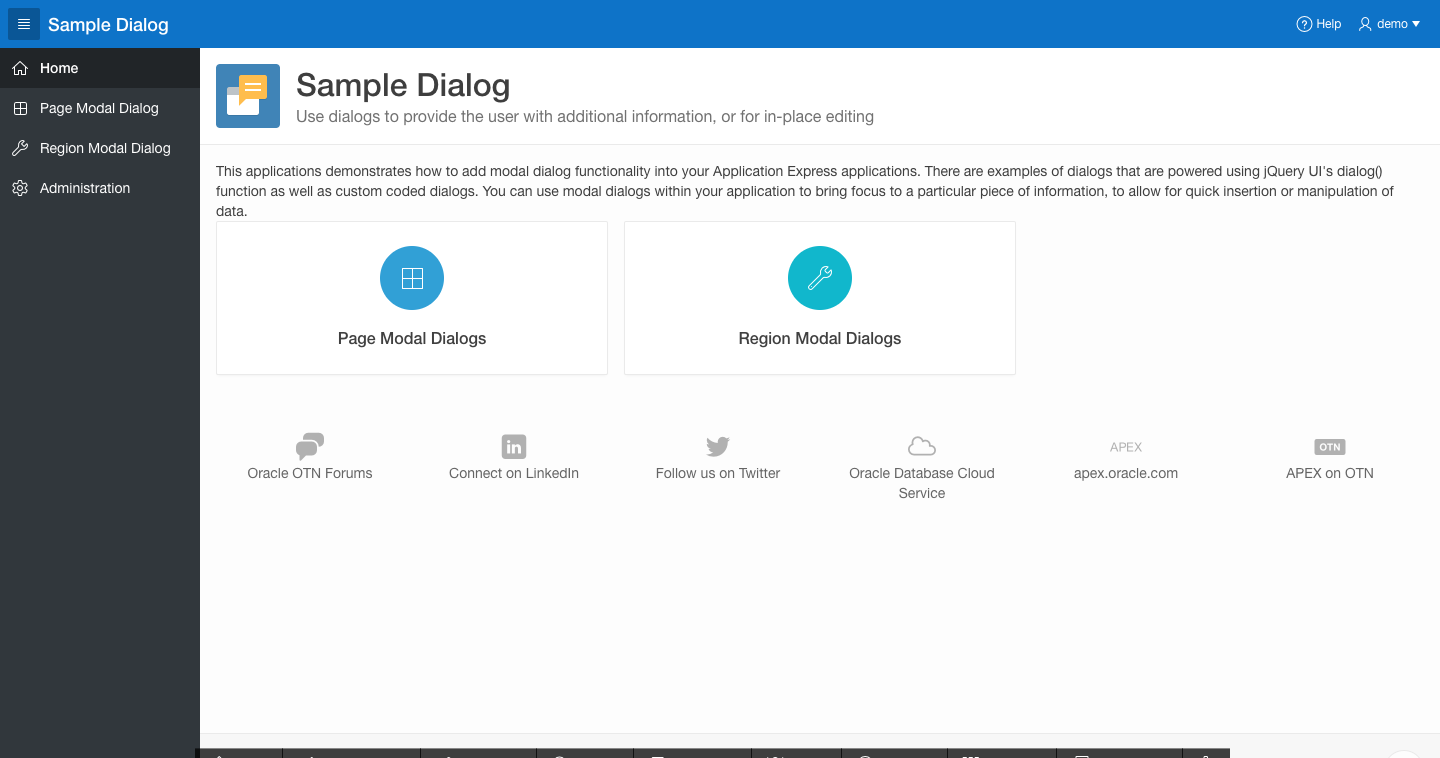 Sample Dialog
Help
demo
Home
Page Modal Dialog
Region Modal Dialog
Administration
Sample Dialog
Use dialogs to provide the user with additional information, or for in-place editing
This applications demonstrates how to add modal dialog functionality into your Application Express applications. There are examples of dialogs that are powered using jQuery UI's dialog()
function as well as custom coded dialogs. You can use modal dialogs within your application to bring focus to a particular piece of information, to allow for quick insertion or manipulation of
data.
Page Modal Dialogs
Region Modal Dialogs
Oracle OTN Forums
in
Connect on LinkedIn
Follow us on Twitter
Oracle Database Cloud
Service
APEX
apex.oracle.com
OTN
APEX on OTN